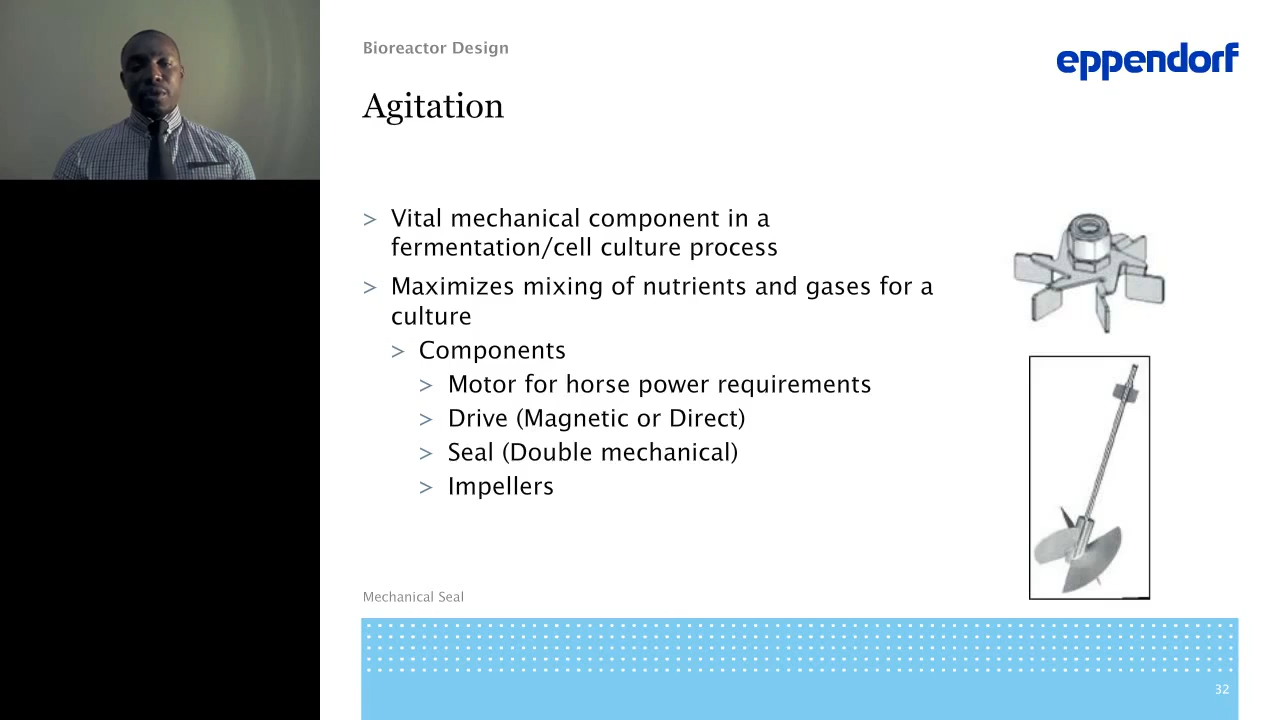 Bioreactor Design
eppendorf
Agitation
> Vital mechanical component in a
fermentation/cell culture process
> Maximizes mixing of nutrients and gases for a
culture
> Components
> Motor for horse power requirements
> Drive (Magnetic or Direct)
> Seal (Double mechanical)
> Impellers
Mechanical Seal
32